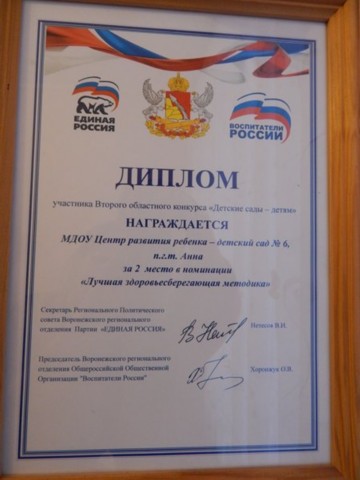 ЕДИНАЯ
РОССИЯ
ВОСПИТАТЕЛИ
РОССИИ
ДИПЛОМ
участника Второго областного конкурса «Детские сады – детям»
НАГРАЖДАЕТСЯ
МДОУ Центр развития ребенка – детский сад № 6,
п.г.т. Анна
за 2 место в номинации
«Лучшая здоровьесберегающая методика»
Секретарь Регионального Политического
совета Воронежского регионального
отделения Партии «ЕДИНАЯ РОССИЯ»
Нетесов В.И.
Председатель Воронежского регионального
отделения Общероссийской Общественной
Организации "Воспитатели России"
О.В.